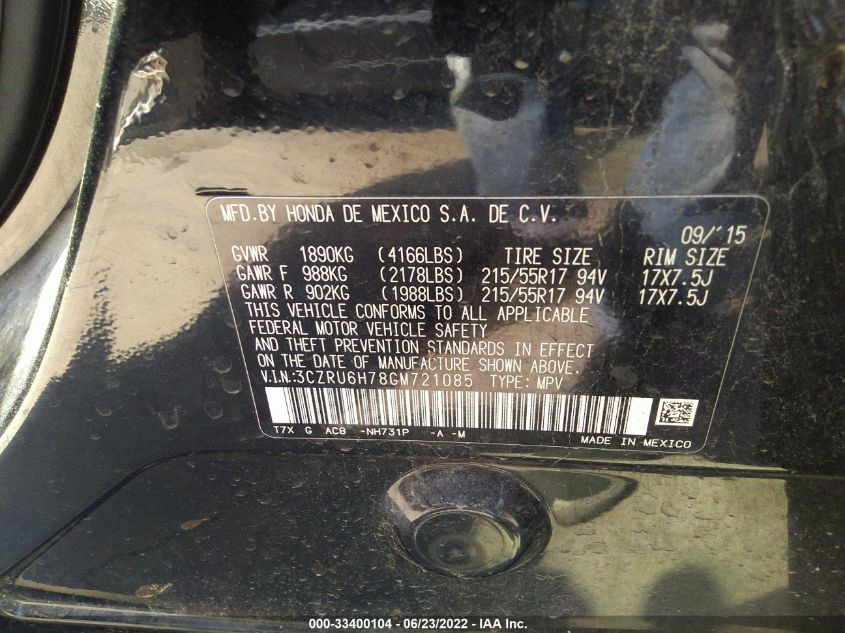 MFD.BY HONDA DE MEXICO S.A. DE C.V.
09/'15
GVWR 1890KG (4166LBS) TIRE SIZE RIM SIZE
GAWR F 988KG (2178LBS) 215/55R17 94V 17X7.5J
GAWR R 902KG (1988LBS) 215/55R17 94V 17X7.5J
THIS VEHICLE CONFORMS TO ALL APPLICABLE
FEDERAL MOTOR VEHICLE SAFETY
AND THEFT PREVENTION STANDARDS IN EFFECT
ON THE DATE OF MANUFACTURE SHOWN ABOVE.
V.I.N:3CZRU6H78GM721085 TYPE: MPV
T7X G AC8 -NH731P -A -M
MADE IN MEXICO
000-33400104 - 06/23/2022 - © IAA Inc.